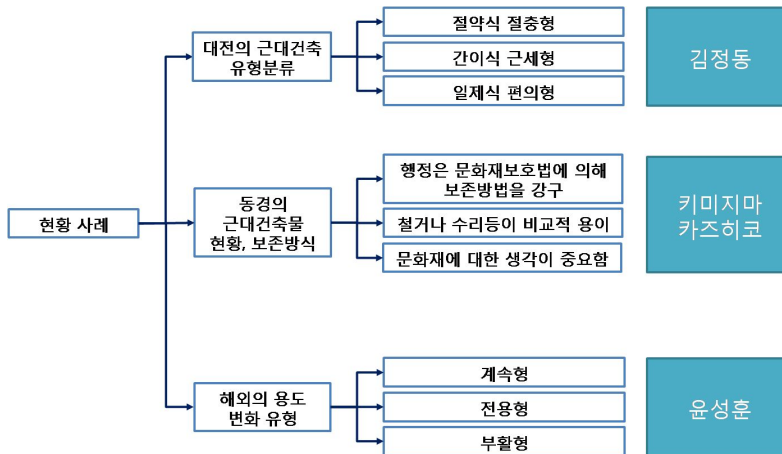 현황 사례
대전의 근대건축
유형분류
절약식 절충형
간이식 근세형
일제식 편의형
김정동
동경의
근대건축물
현황, 보존방식
행정은 문화재보호법에 의해
보존방법을 강구
철거나 수리등이 비교적 용이
문화재에 대한 생각이 중요함
키미지마
카즈히코
해외의 용도
변화 유형
계속형
전용형
부활형
윤성훈